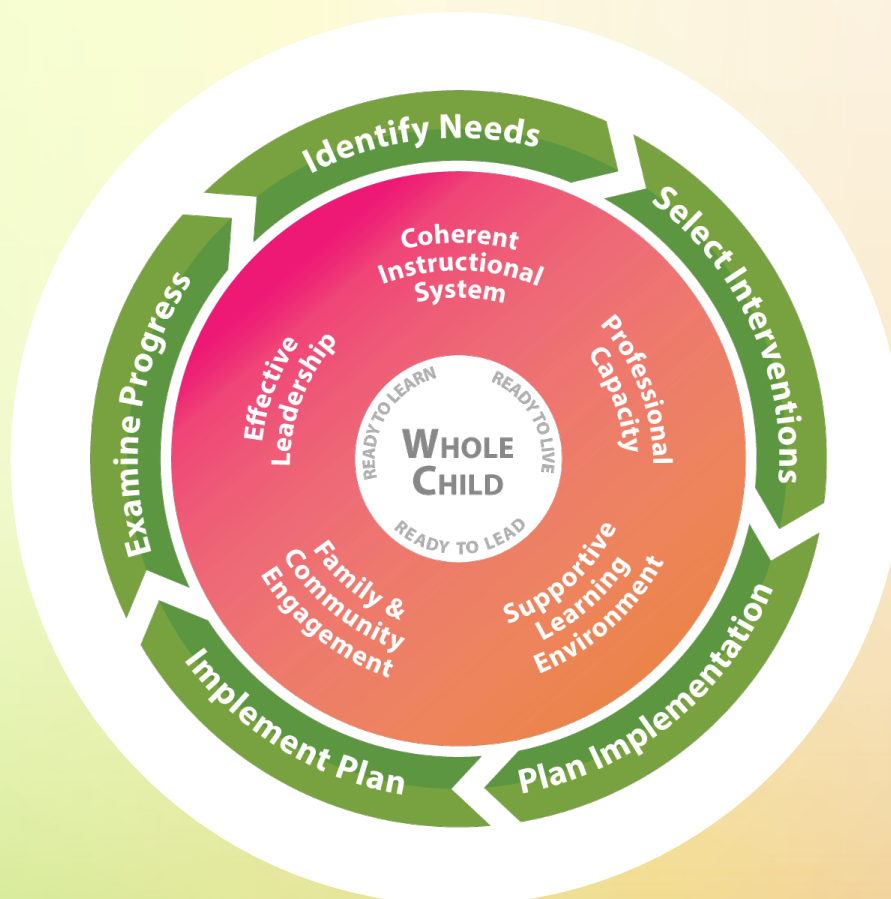 Identify Needs
Select Interventions
Plan Implementation
Implement Plan
Examine Progress
Coherent
Instructional
System
Professional
Capacity
Supportive
Learning
Environment
Family &
Community
Engagement
Effective
Leadership
READY TO LEARN
READY TO LIVE
READY TO LEAD
WHOLE
CHILD